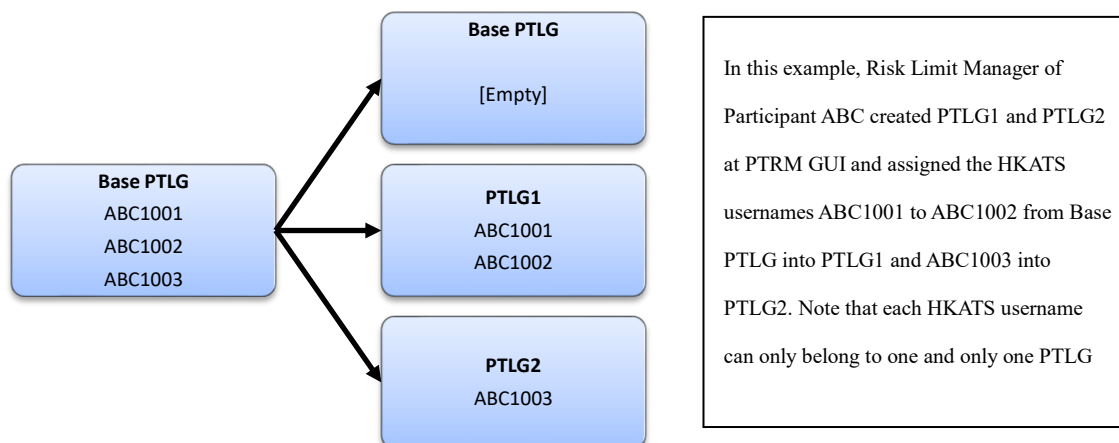 Base PTLG
[Empty]
Base PTLG
ABC1001
ABC1002
ABC1003
PTLG1
ABC1001
ABC1002
PTLG2
ABC1003
In this example, Risk Limit Manager of
Participant ABC created PTLG1 and PTLG2
at PTRM GUI and assigned the HKATS
usernames ABC1001 to ABC1002 from Base
PTLG into PTLG1 and ABC1003 into
PTLG2. Note that each HKATS username
can only belong to one and only one PTLG